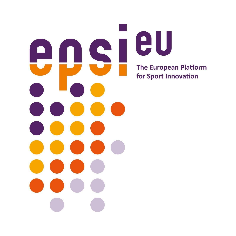 epsi eu
The European Platform
for Sport Innovation